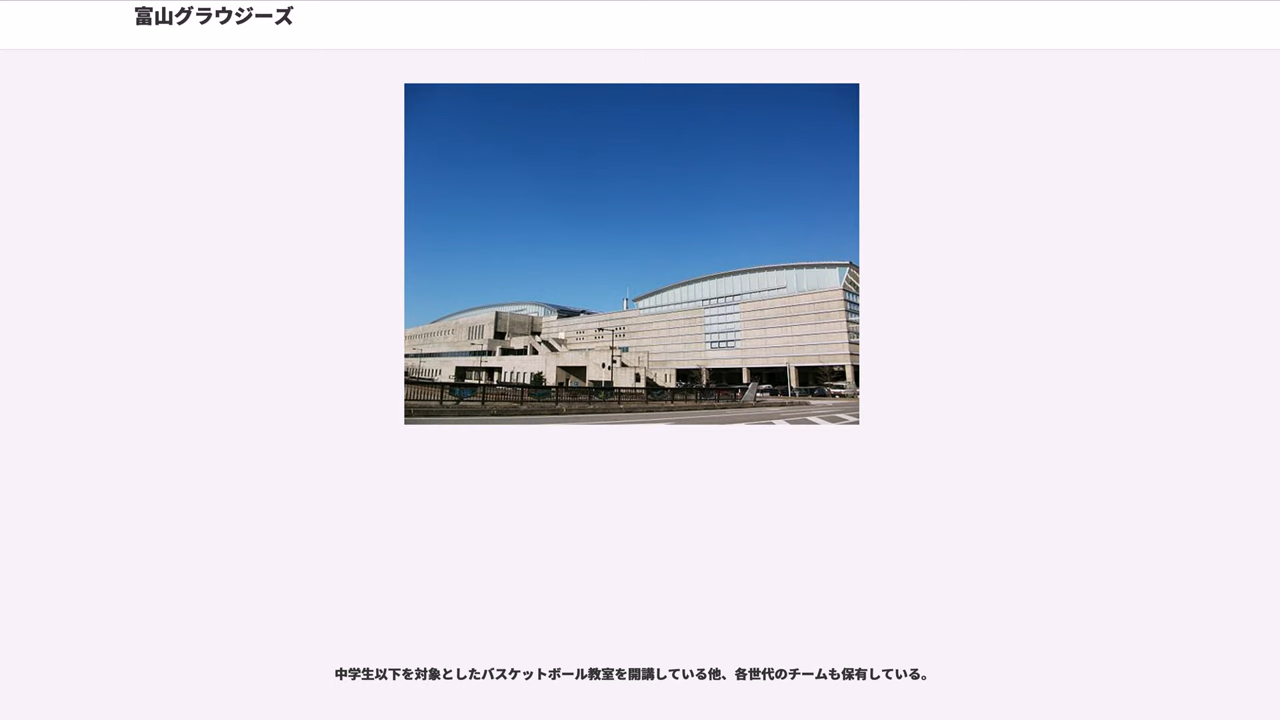 富山グラウジーズ
中学生以下を対象としたバスケットボール教室を開講している他、各世代のチームも保有している。